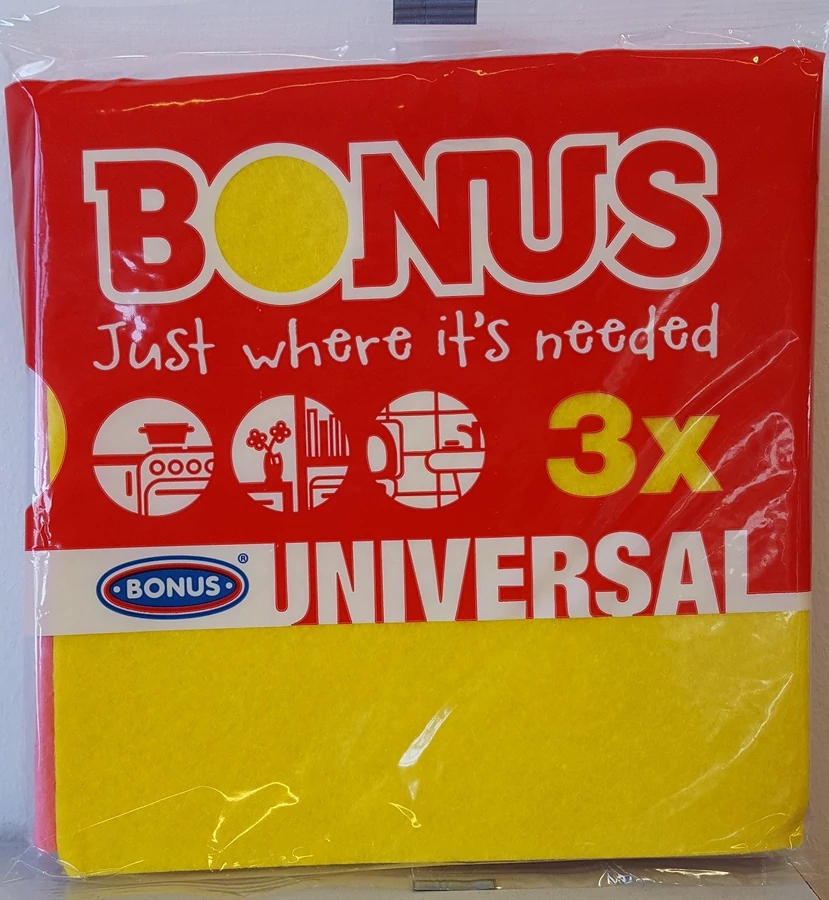 BONUS
Just where it's needed
3x
BONUS®
UNIVERSAL